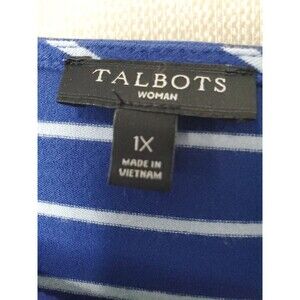 TALBOTS
WOMAN
1X
MADE IN
VIETNAM